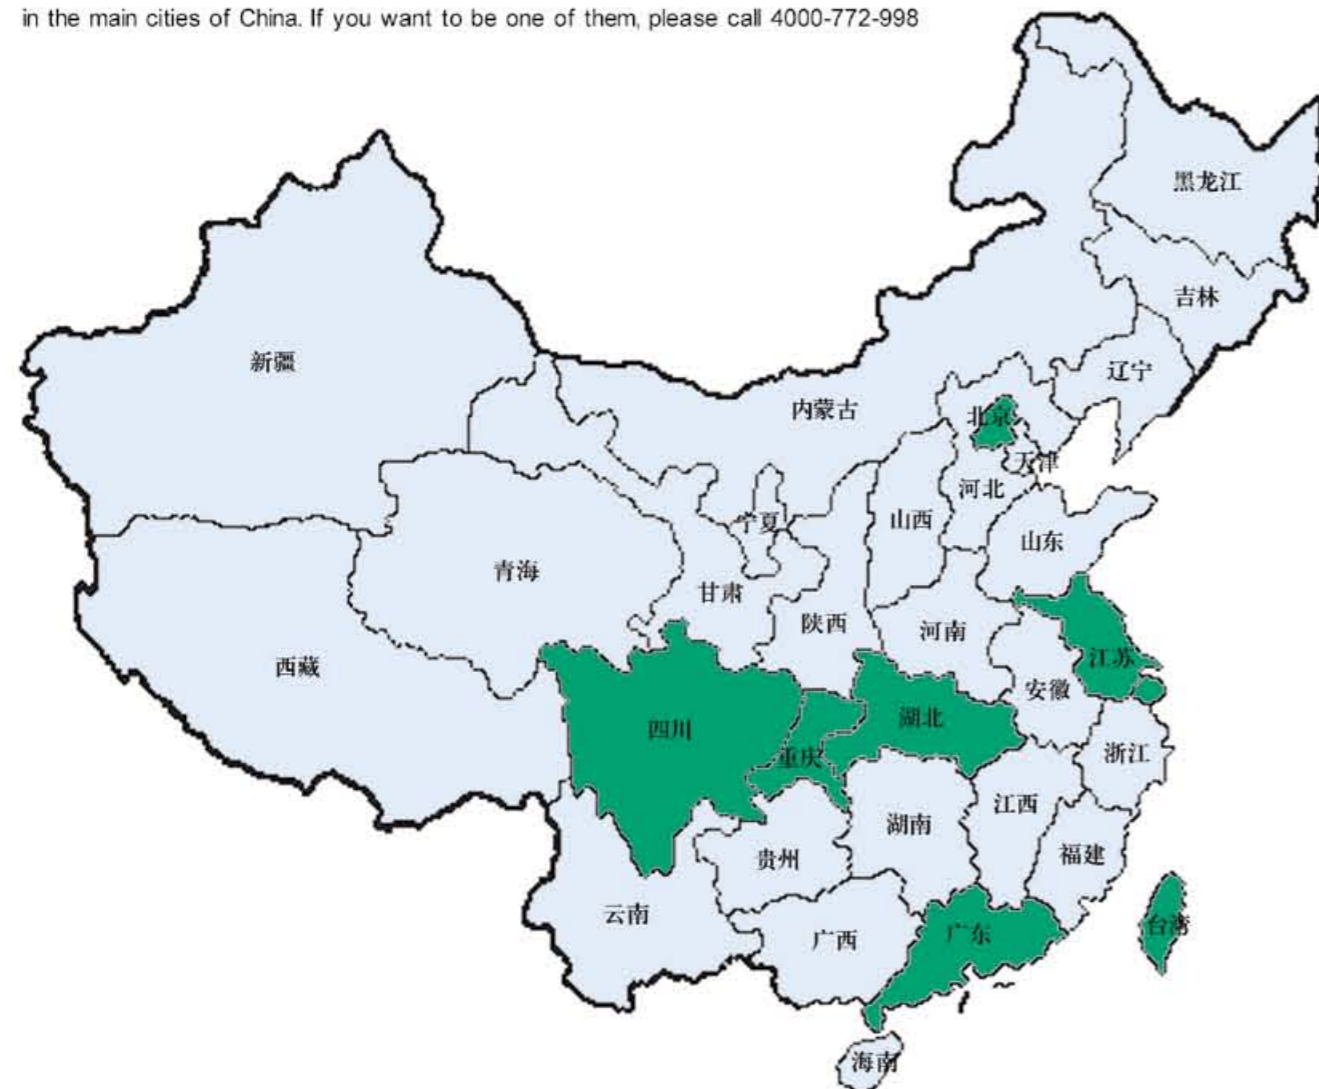 in the main cities of China. If you want to be one of them, please call 4000-772-998
黑龙江
吉林
新疆
辽宁
内蒙古
北京
天津
河北
宁夏
山西
山东
青海
甘肃
陕西
河南
江苏
西藏
安徽
四川
湖北
重庆
浙江
江西
湖南
福建
贵州
云南
广西
广东
台湾
海南